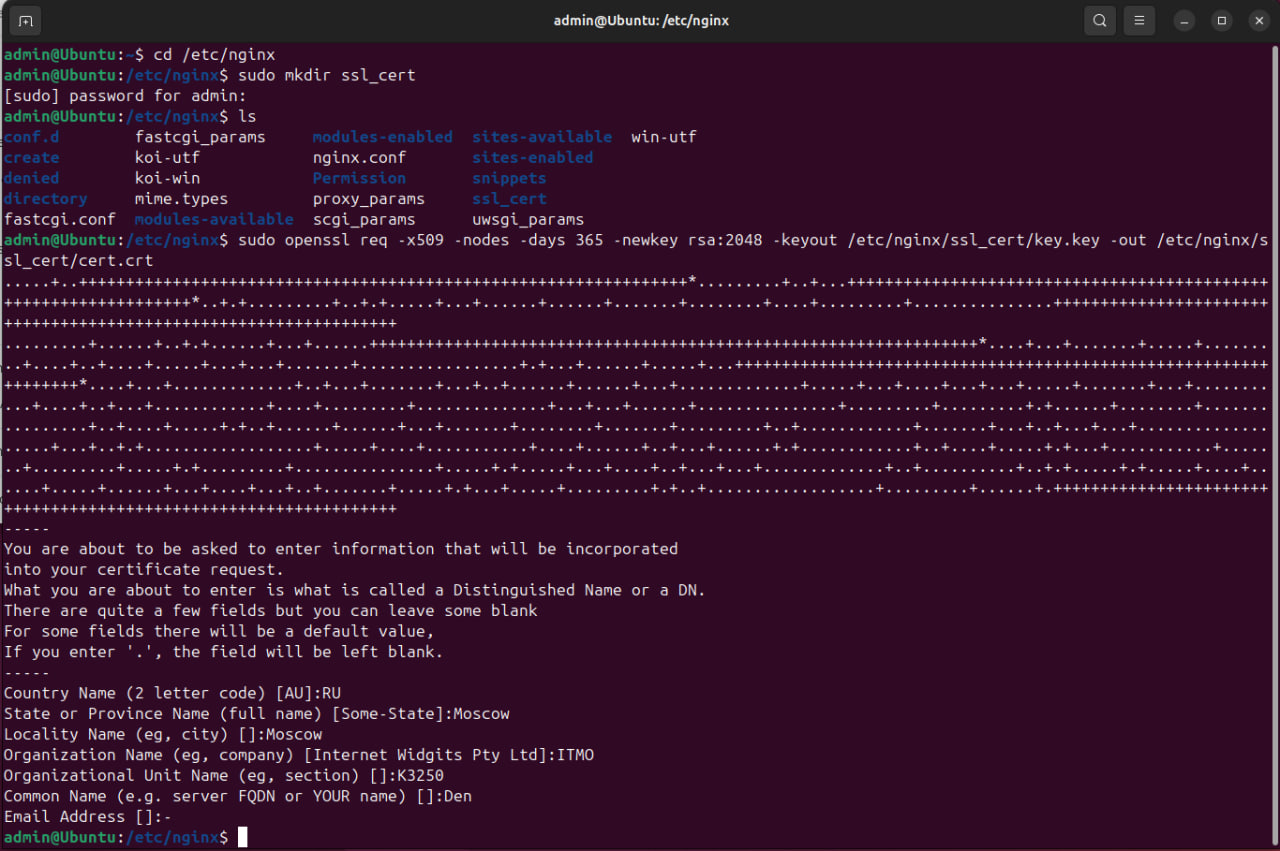 admin@Ubuntu: /etc/nginx
admin@Ubuntu:~$ cd /etc/nginx
admin@Ubuntu:/etc/nginx$ sudo mkdir ssl_cert
[sudo] password for admin:
admin@Ubuntu:/etc/nginx$ ls
conf.d fastcgi_params modules-enabled sites-available win-utf
create koi-utf nginx.conf sites-enabled
denied koi-win Permission snippets
directory mime.types proxy_params ssl_cert
fastcgi.conf modules-available scgi_params uwsgi_params
admin@Ubuntu:/etc/nginx$ sudo openssl req -x509 -nodes -days 365 -newkey rsa:2048 -keyout /etc/nginx/ssl_cert/key.key -out /etc/nginx/s
sl_cert/cert.crt
-----
You are about to be asked to enter information that will be incorporated
into your certificate request.
What you are about to enter is what is called a Distinguished Name or a DN.
There are quite a few fields but you can leave some blank
For some fields there will be a default value,
If you enter '.', the field will be left blank.
-----
Country Name (2 letter code) [AU]:RU
State or Province Name (full name) [Some-State]:Moscow
Locality Name (eg, city) []:Moscow
Organization Name (eg, company) [Internet Widgits Pty Ltd]:ITMO
Organizational Unit Name (eg, section) []:K3250
Common Name (e.g. server FQDN or YOUR name) []:Den
Email Address []:-
admin@Ubuntu:/etc/nginx$